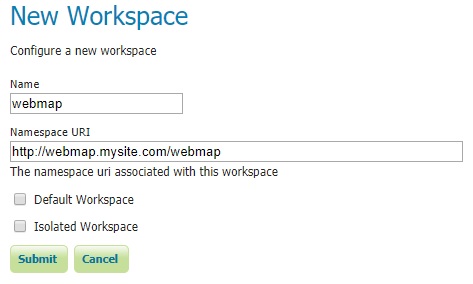 New Workspace
Configure a new workspace
Name
webmap
Namespace URI
http://webmap.mysite.com/webmap
The namespace uri associated with this workspace
Default Workspace
Isolated Workspace
Submit Cancel